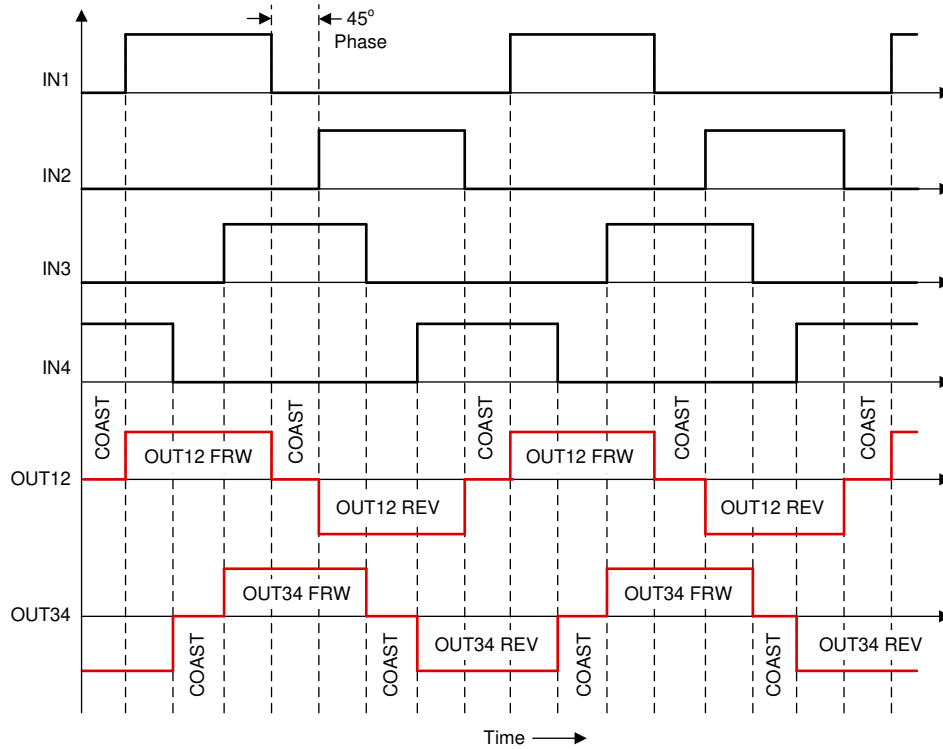 45o
Phase
IN1
IN2
IN3
IN4
COAST
COAST
COAST
COAST
COAST
OUT12 FRW
OUT12 FRW
OUT12
OUT12 REV
OUT12 REV
OUT34 FRW
OUT34 FRW
OUT34
OUT34 REV
OUT34 REV
COAST
COAST
COAST
COAST
Time